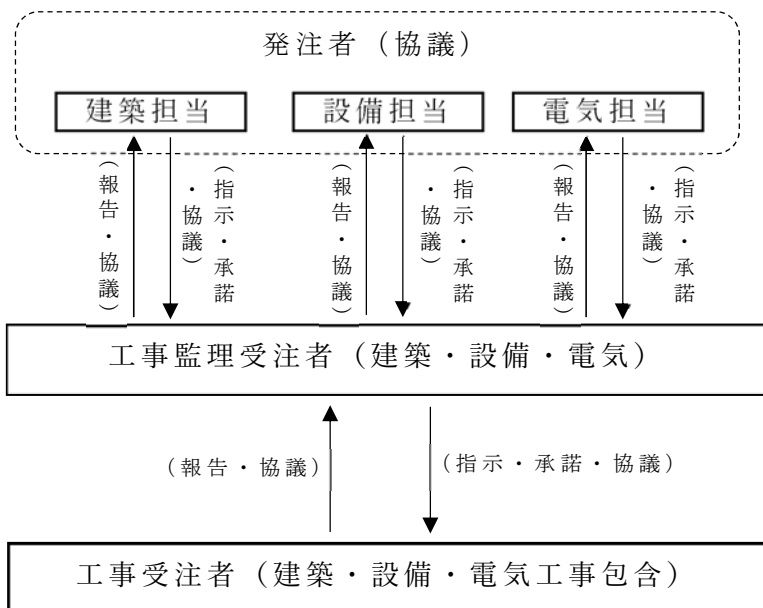 発注者（協議）
建築担当
設備担当
電気担当
（報告・協議）
（指示・承諾
・協議）
（報告・協議）
（指示・承諾
・協議）
（報告・協議）
（指示・承諾
・協議）
工事監理受注者（建築・設備・電気）
（報告・協議）
（指示・承諾・協議）
工事受注者（建築・設備・電気工事包含）